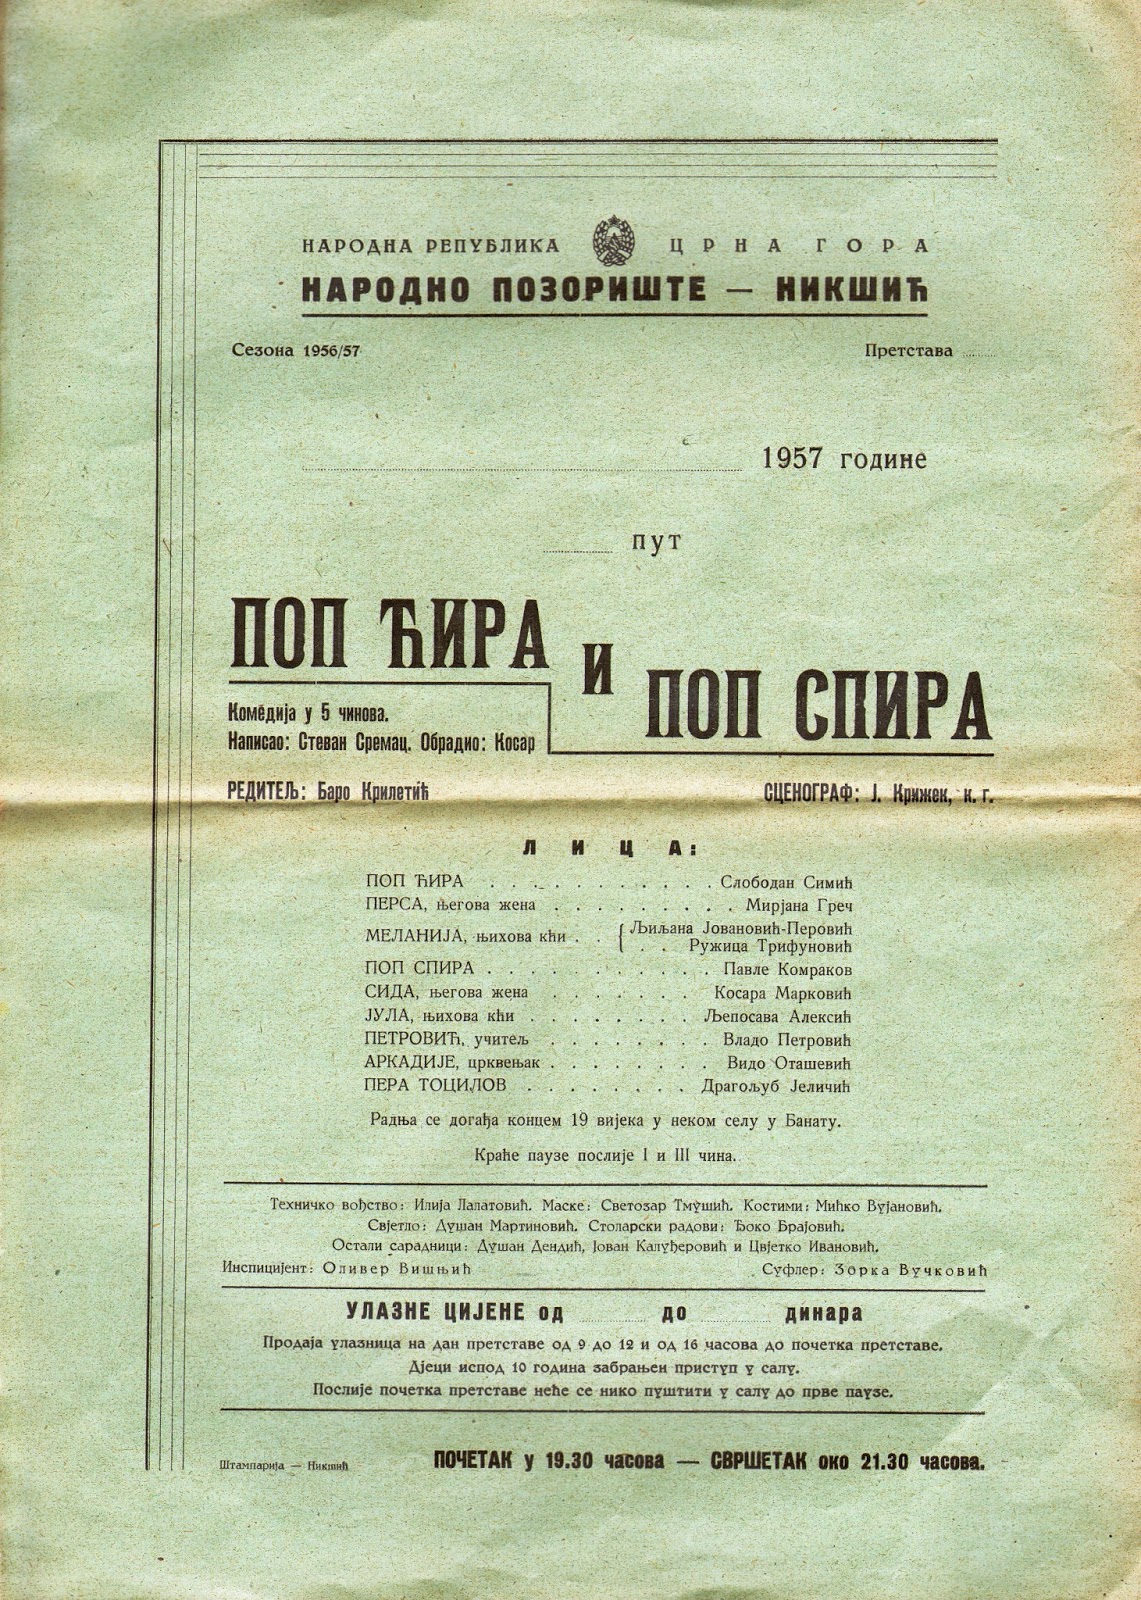 НАРОДНА РЕПУБЛИКА ЦРНА ГОРА
НАРОДНО ПОЗОРИШТЕ — НИКШИЋ
Сезона 1956/57 Претстава ........
........ 1957 године
........ пут
ПОП ЋИРА
И
ПОП СПИРА
Комедија у 5 чинова.
Написао: Стеван Сремац. Обрадио: Косар
РЕДИТЕЉ: Баро Крилетић СЦЕНОГРАФ: Ј. Крижек, к. г.
ЛИЦА:
ПОП ЋИРА . . . . . . . . . . . Слободан Симић
ПЕРСА, његова жена . . . . . . . . . Мирјана Греч
МЕЛАНИЈА, њихова кћи . . { Љиљана Јовановић-Перовић
. . Ружица Трифуновић
ПОП СПИРА . . . . . . . . . . . Павле Комраков
СИДА, његова жена . . . . . . . Косара Марковић
ЈУЛА, њихова кћи . . . . . . . . Љепосава Алексић
ПЕТРОВИЋ, учитељ . . . . . . . . Владо Петровић
АРКАДИЈЕ, црквењак . . . . . . . . Видо Оташевић
ПЕРА ТОЦИЛОВ . . . . . . . . Драгољуб Јеличић
Радња се догађа концем 19 вијека у неком селу у Банату.
Краће паузе послије I и III чина.
Техничко вођство: Илија Лалатовић. Маске: Светозар Тмушић. Костими: Мићко Вујановић.
Свјетло: Душан Мартиновић. Столарски радови: Ђоко Брајовић.
Остали сарадници: Душан Дендић, Јован Калуђеровић и Цвјетко Ивановић.
Инспицијент: Оливер Вишњић Суфлер: Зорка Вучковић
УЛАЗНЕ ЦИЈЕНЕ од ........ до ........ динара
Продаја улазница на дан претставе од 9 до 12 и од 16 часова до почетка претставе.
Дјеци испод 10 година забрањен приступ у салу.
Послије почетка претставе неће се нико пуштити у салу до прве паузе.
Штампарија — Никшић ПОЧЕТАК у 19.30 часова — СВРШЕТАК око 21.30 часова.